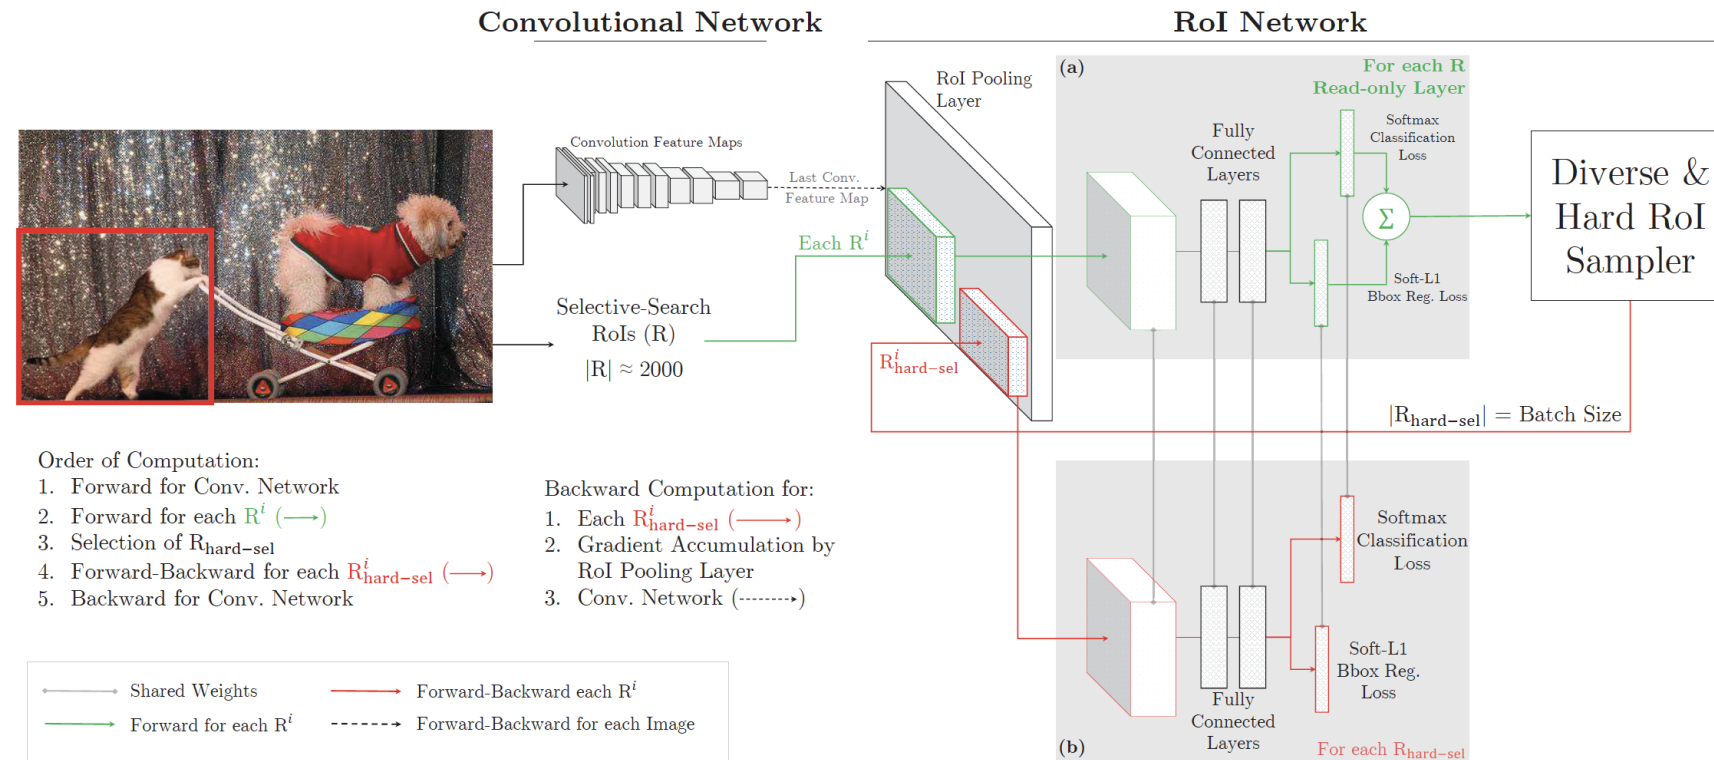 Convolutional Network
RoI Network
(a)
For each R
Read-only Layer
RoI Pooling
Layer
Convolution Feature Maps
Last Conv.
Feature Map
Fully
Connected
Layers
Softmax
Classification
Loss
Σ
Soft-L1
Bbox Reg. Loss
Diverse &
Hard RoI
Sampler
Each R^i
Selective-Search
RoIs (R)
|R| ≈ 2000
R^i_hard−sel
|R_hard−sel| = Batch Size
Order of Computation:
1. Forward for Conv. Network
2. Forward for each R^i (⟶)
3. Selection of R_hard−sel
4. Forward-Backward for each R^i_hard−sel (⟶)
5. Backward for Conv. Network
Backward Computation for:
1. Each R^i_hard−sel (⟶)
2. Gradient Accumulation by
RoI Pooling Layer
3. Conv. Network (⇢)
Softmax
Classification
Loss
Soft-L1
Bbox Reg.
Loss
Fully
Connected
Layers
(b)
For each R_hard−sel
Shared Weights
Forward-Backward each R^i
Forward for each R^i
Forward-Backward for each Image